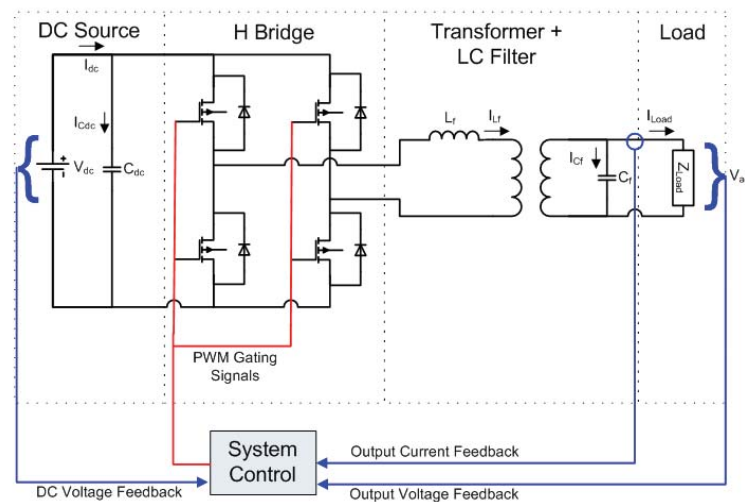 DC Source
H Bridge
Transformer +
LC Filter
Load
Idc
ICdc
Vdc
Cdc
Lf
ILf
ICf
Cf
ILoad
ZLoad
Va
PWM Gating
Signals
System
Control
Output Current Feedback
DC Voltage Feedback
Output Voltage Feedback